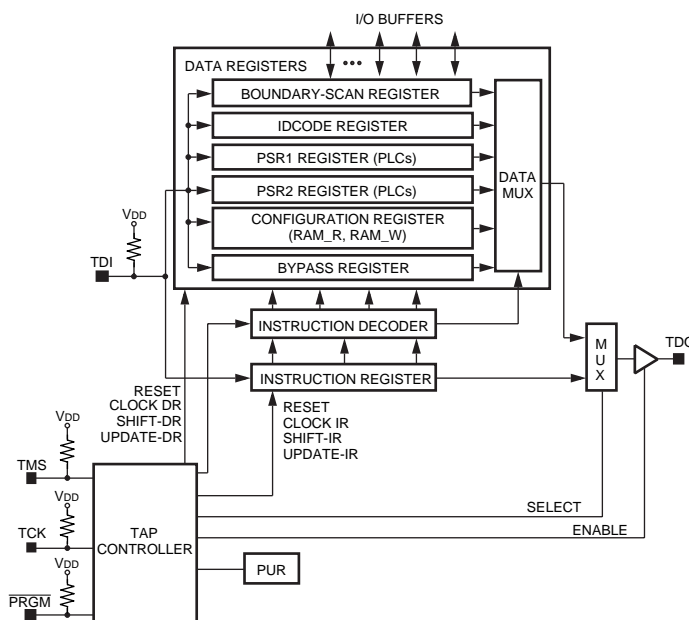 I/O BUFFERS
DATA REGISTERS
BOUNDARY-SCAN REGISTER
IDCODE REGISTER
PSR1 REGISTER (PLCs)
DATA
MUX
PSR2 REGISTER (PLCs)
CONFIGURATION REGISTER
(RAM_R, RAM_W)
BYPASS REGISTER
VDD
TDI
INSTRUCTION DECODER
M
U
X
TDO
INSTRUCTION REGISTER
RESET
CLOCK DR
SHIFT-DR
UPDATE-DR
RESET
CLOCK IR
SHIFT-IR
UPDATE-IR
VDD
TMS
SELECT
VDD
TCK
TAP
CONTROLLER
ENABLE
VDD
PUR
PRGM